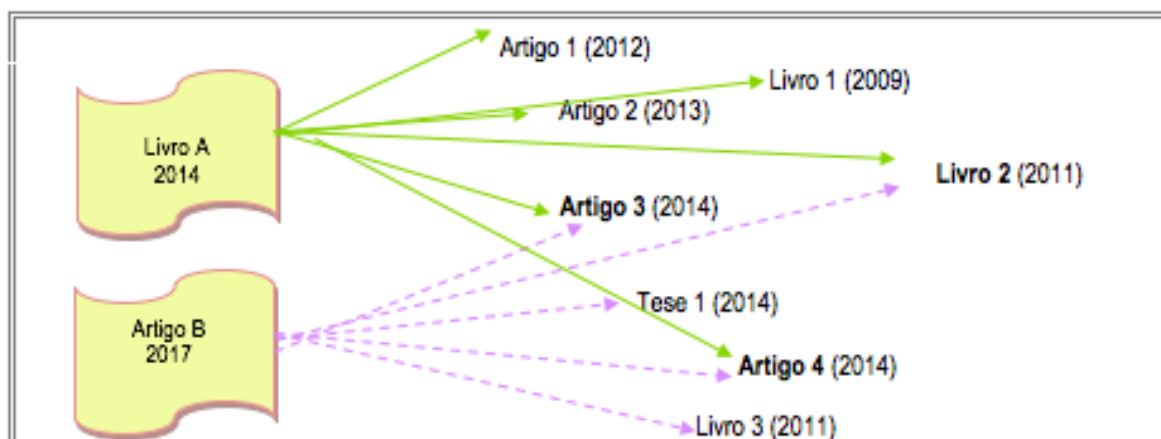 Artigo 1 (2012)
Livro 1 (2009)
Artigo 2 (2013)
Livro A
2014
Livro 2 (2011)
Artigo 3 (2014)
Tese 1 (2014)
Artigo B
2017
Artigo 4 (2014)
Livro 3 (2011)